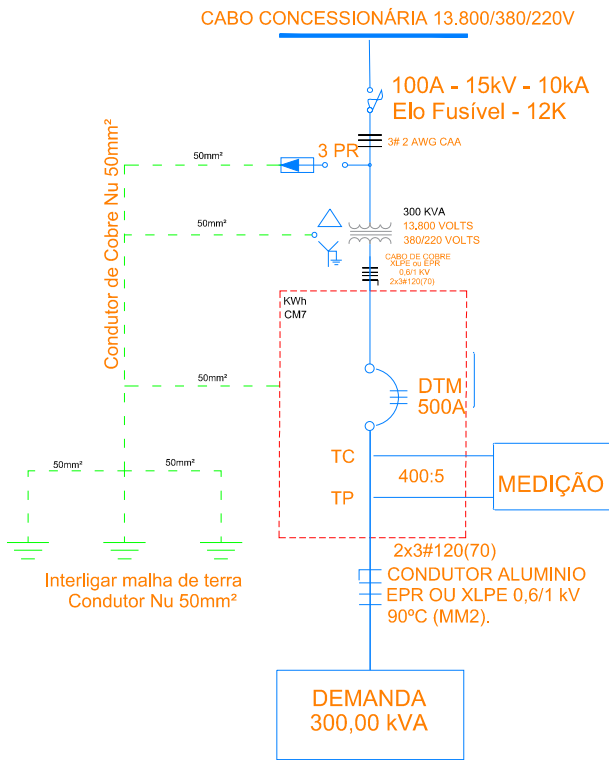 CABO CONCESSIONÁRIA 13.800/380/220V
100A - 15kV - 10kA
Elo Fusível - 12K
3# 2 AWG CAA
3 PR
50mm²
Condutor de Cobre Nu 50mm²
50mm²
300 KVA
13.800 VOLTS
380/220 VOLTS
CABO DE COBRE
XLPE ou EPR
0,6/1 KV
2x3#120(70)
KWh
CM7
50mm²
DTM
500A
TC
400:5
TP
MEDIÇÃO
50mm²
50mm²
Interligar malha de terra
Condutor Nu 50mm²
2x3#120(70)
CONDUTOR ALUMINIO
EPR OU XLPE 0,6/1 kV
90ºC (MM2).
DEMANDA
300,00 kVA